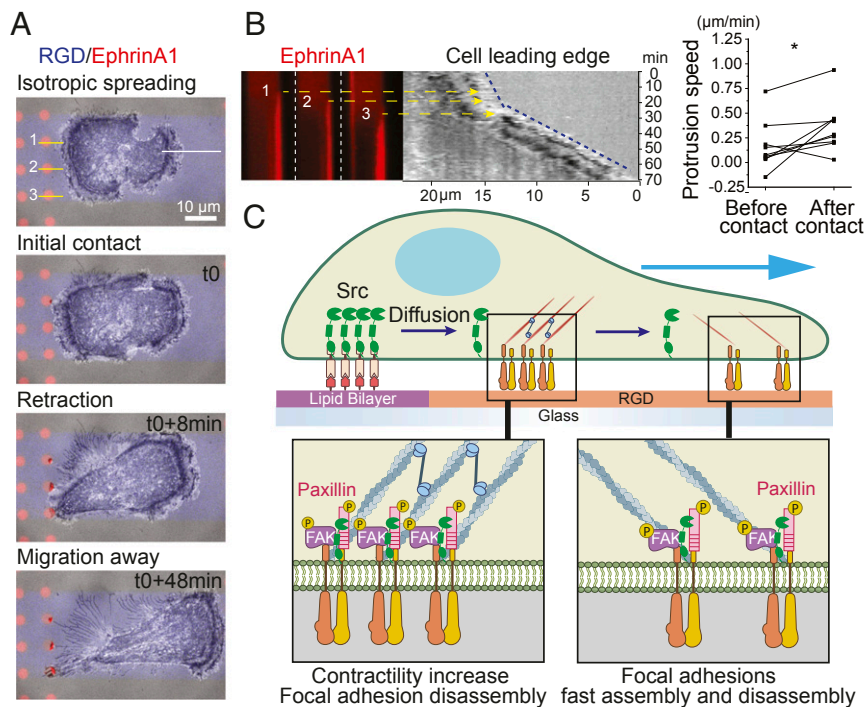 A
RGD/EphrinA1
Isotropic spreading
1
2
3
10 μm
Initial contact
t0
Retraction
t0+8min
Migration away
t0+48min
B
EphrinA1
Cell leading edge
min
1
2
3
0
10
20
30
40
50
60
70
20μm
15
10
5
0
(μm/min)
Protrusion speed
*
1.25
1.00
0.75
0.50
0.25
0.00
-0.25
Before contact
After contact
C
Src
Diffusion
Lipid Bilayer
RGD
Glass
Paxillin
P
P
P
P
P
P
FAK
FAK
FAK
Contractility increase
Focal adhesion disassembly
Paxillin
P
P
P
P
FAK
FAK
Focal adhesions
fast assembly and disassembly